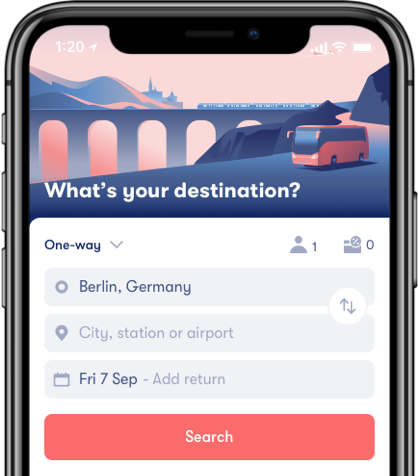 1:20
What's your destination?
One-way 1 0
Berlin, Germany
City, station or airport
Fri 7 Sep - Add return
Search